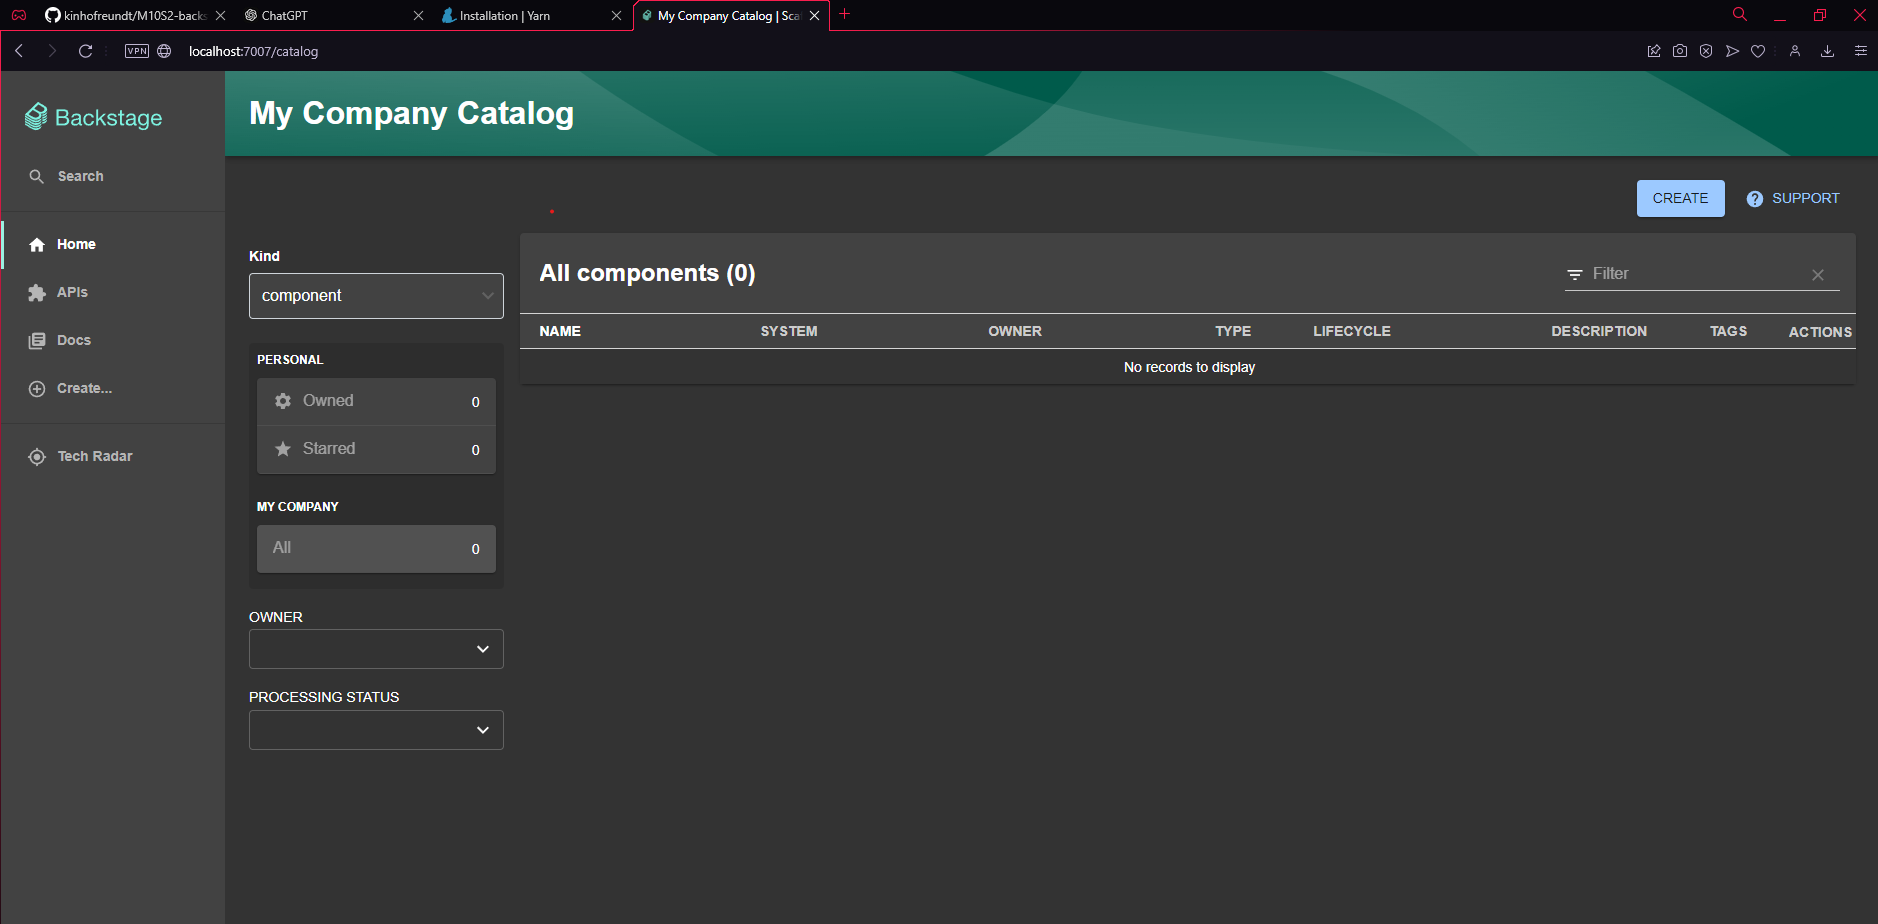 kinhofreundt/M10S2-backs
ChatGPT
Installation | Yarn
My Company Catalog | Sca
VPN
localhost:7007/catalog
Backstage
Search
Home
APIs
Docs
Create...
Tech Radar
My Company Catalog
CREATE
SUPPORT
Kind
component
PERSONAL
Owned 0
Starred 0
MY COMPANY
All 0
OWNER
PROCESSING STATUS
All components (0)
Filter
NAME SYSTEM OWNER TYPE LIFECYCLE DESCRIPTION TAGS ACTIONS
No records to display